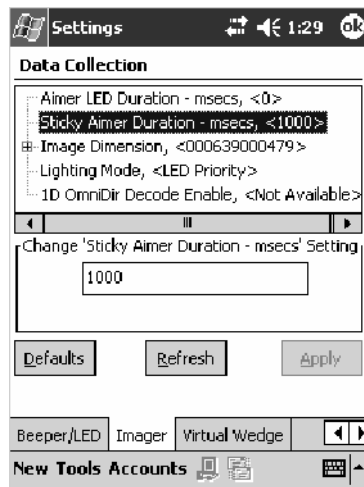 Settings 1:29 ok
Data Collection
Aimer LED Duration - msecs, <0>
Sticky Aimer Duration - msecs, <1000>
Image Dimension, <000639000479>
Lighting Mode, <LED Priority>
1D OmniDir Decode Enable, <Not Available>
Change 'Sticky Aimer Duration - msecs' Setting
1000
Defaults Refresh Apply
Beeper/LED Imager Virtual Wedge
New Tools Accounts